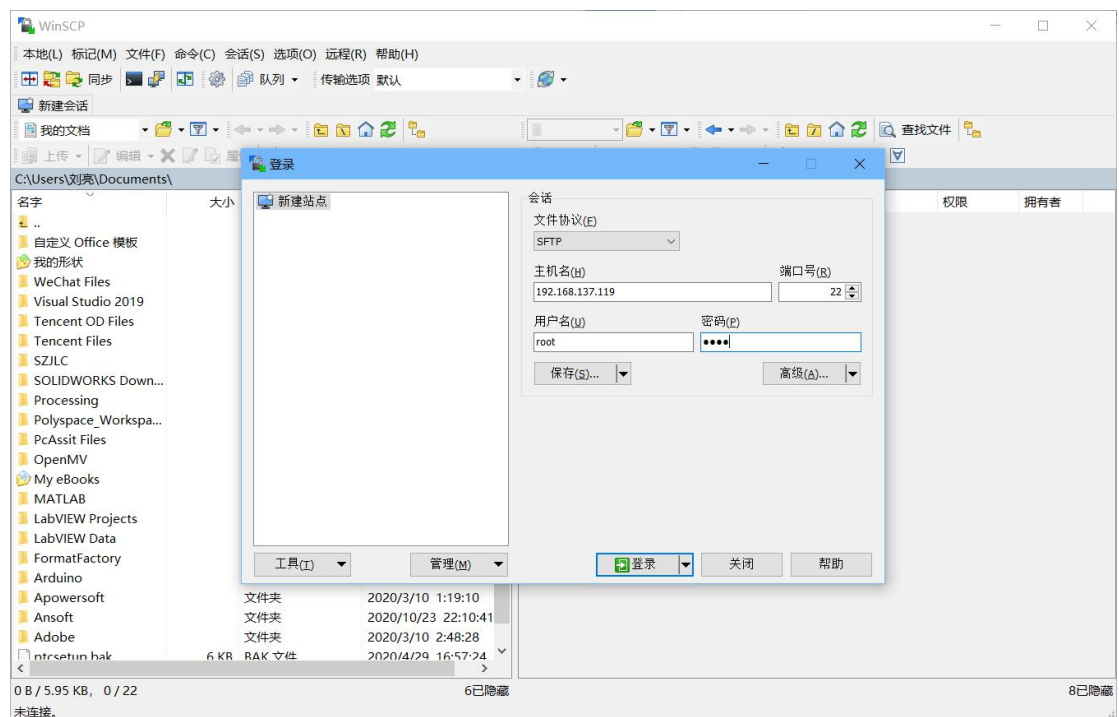 WinSCP
本地(L) 标记(M) 文件(F) 命令(C) 会话(S) 选项(O) 远程(R) 帮助(H)
同步 队列 传输选项 默认
新建会话
我的文档 查找文件
上传 编辑
C:\Users\刘亮\Documents\
名字 大小 权限 拥有者
..
自定义 Office 模板
我的形状
WeChat Files
Visual Studio 2019
Tencent OD Files
Tencent Files
SZJLC
SOLIDWORKS Down...
Processing
Polyspace_Workspa...
PcAssit Files
OpenMV
My eBooks
MATLAB
LabVIEW Projects
LabVIEW Data
FormatFactory
Arduino
Apowersoft 文件夹 2020/3/10 1:19:10
Ansoft 文件夹 2020/10/23 22:10:41
Adobe 文件夹 2020/3/10 2:48:28
ntcsetup.bak 6 KB BAK 文件 2020/4/29 16:57:24
0 B / 5.95 KB, 0 / 22 6已隐藏 8已隐藏
未连接。
登录
新建站点
会话
文件协议(F)
SFTP
主机名(H) 端口号(R)
192.168.137.119 22
用户名(U) 密码(P)
root ••••
保存(S)... 高级(A)...
工具(T) 管理(M) 登录 关闭 帮助